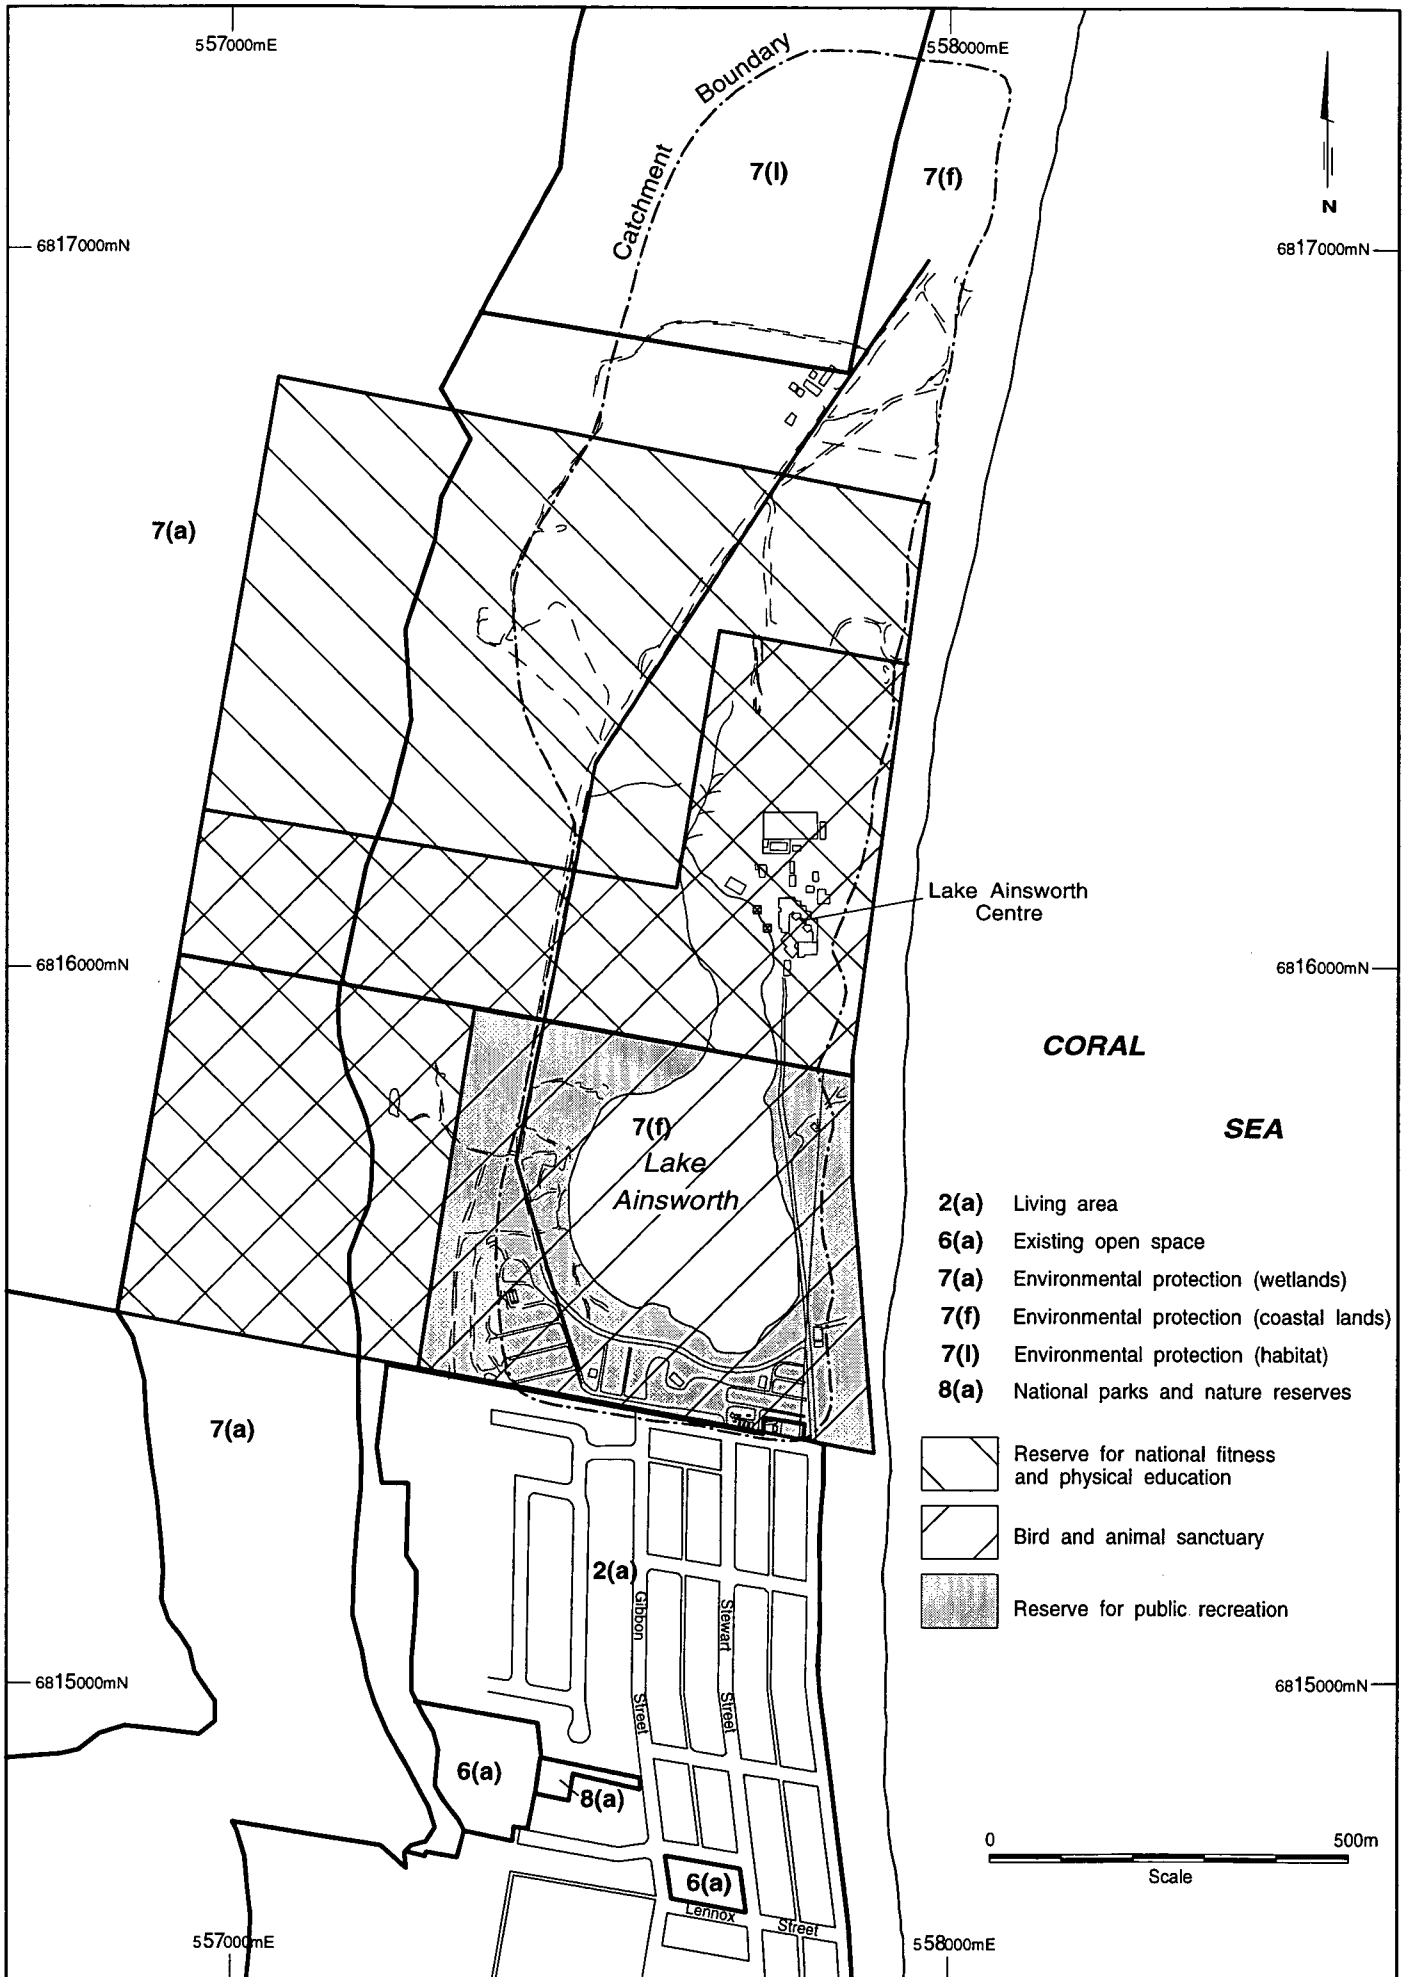 557000mE
558000mE
Catchment Boundary
7(l)
7(f)
N
6817000mN
6817000mN
7(a)
Lake Ainsworth
Centre
6816000mN
6816000mN
CORAL
SEA
7(f)
Lake
Ainsworth
2(a) Living area
6(a) Existing open space
7(a) Environmental protection (wetlands)
7(f) Environmental protection (coastal lands)
7(l) Environmental protection (habitat)
8(a) National parks and nature reserves
7(a)
Reserve for national fitness
and physical education
Bird and animal sanctuary
2(a)
Gibbon Street
Stewart Street
Reserve for public recreation
6815000mN
6815000mN
6(a)
8(a)
0 500m
Scale
6(a)
Lennox Street
557000mE
558000mE